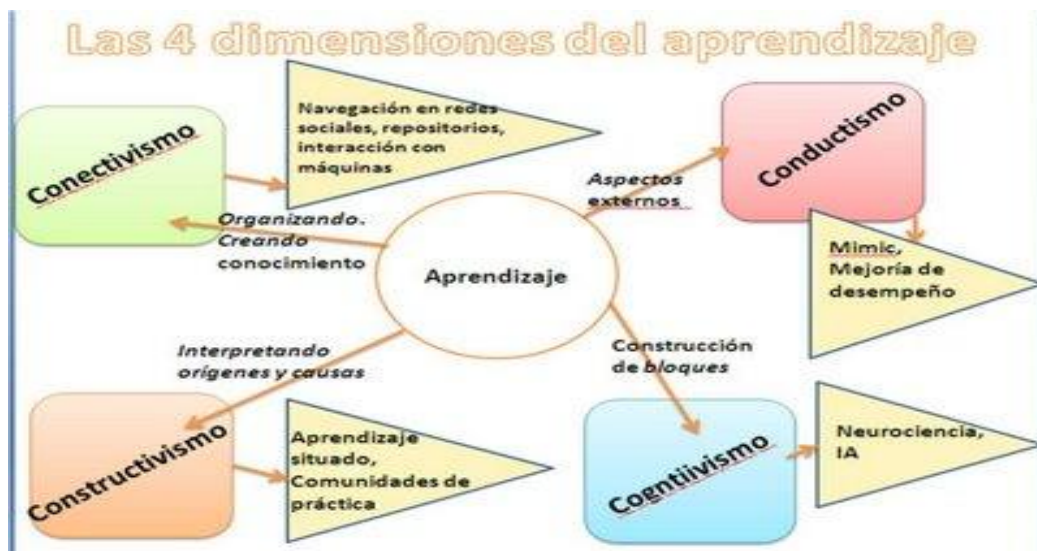 Las 4 dimensiones del aprendizaje
Conectivismo
Navegación en redes
sociales, repositorios,
interacción con
máquinas
Organizando.
Creando
conocimiento
Aspectos
externos
Conductismo
Mimic,
Mejoría de
desempeño
Aprendizaje
Interpretando
orígenes y causas
Constructivismo
Aprendizaje
situado,
Comunidades de
práctica
Construcción
de bloques
Cogntiivismo
Neurociencia,
IA